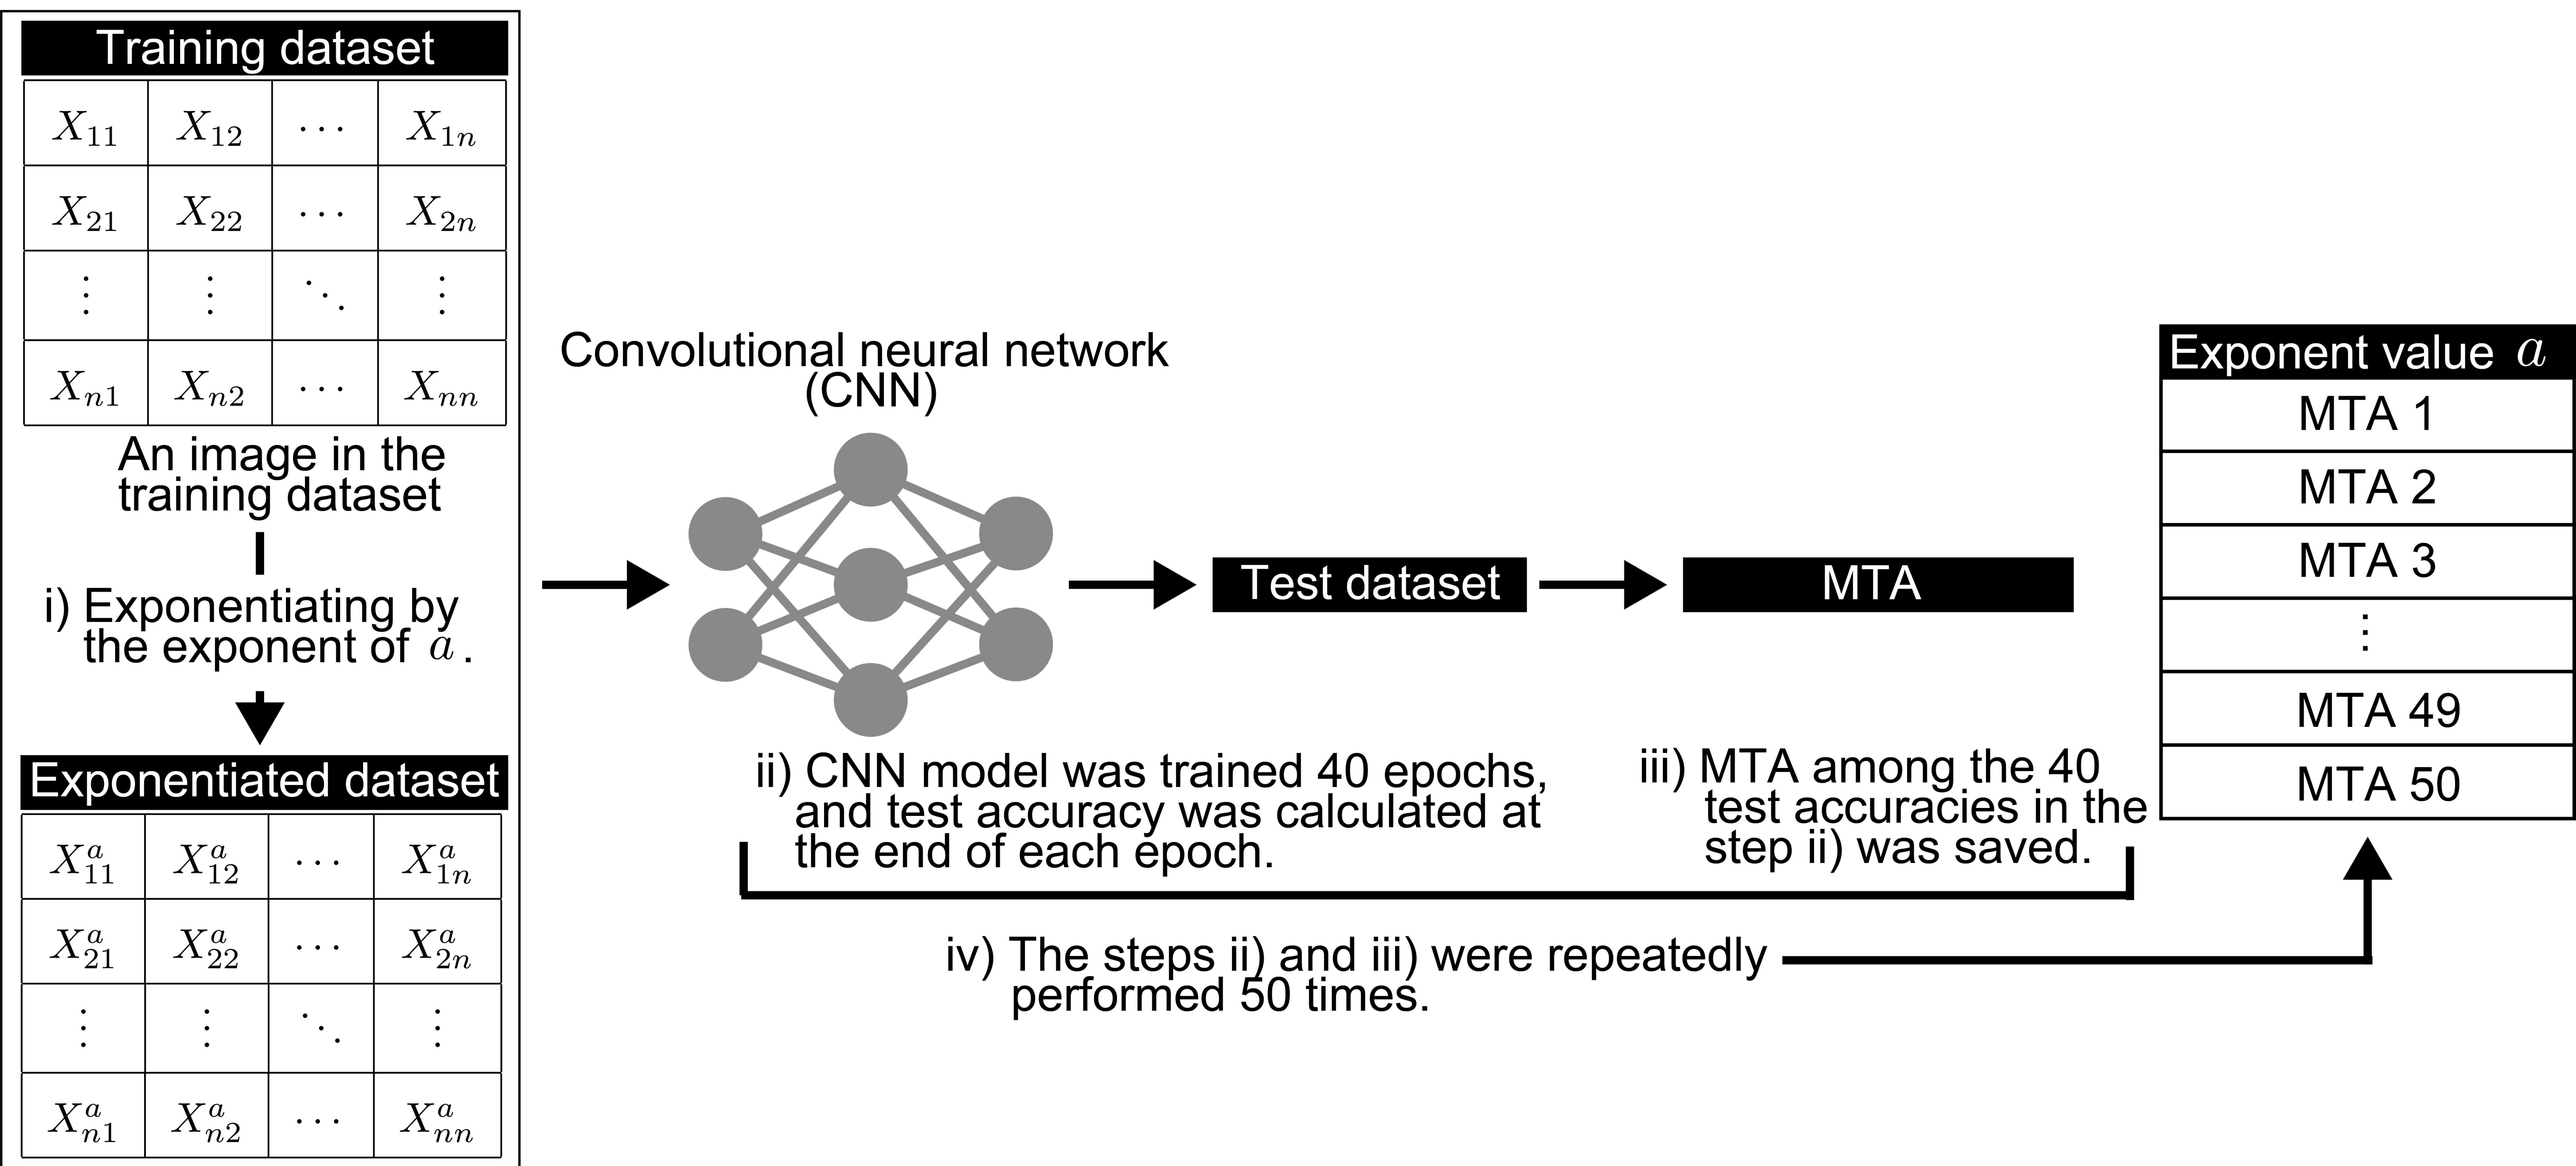 Training dataset
X₁₁ X₁₂ ⋯ X₁ₙ
X₂₁ X₂₂ ⋯ X₂ₙ
⋮ ⋮ ⋱ ⋮
Xₙ₁ Xₙ₂ ⋯ Xₙₙ
An image in the
training dataset
i) Exponentiating by
the exponent of a.
Exponentiated dataset
X₁₁ᵃ X₁₂ᵃ ⋯ X₁ₙᵃ
X₂₁ᵃ X₂₂ᵃ ⋯ X₂ₙᵃ
⋮ ⋮ ⋱ ⋮
Xₙ₁ᵃ Xₙ₂ᵃ ⋯ Xₙₙᵃ
Convolutional neural network
(CNN)
Test dataset
MTA
ii) CNN model was trained 40 epochs,
and test accuracy was calculated at
the end of each epoch.
iii) MTA among the 40
test accuracies in the
step ii) was saved.
iv) The steps ii) and iii) were repeatedly
performed 50 times.
Exponent value a
MTA 1
MTA 2
MTA 3
⋮
MTA 49
MTA 50